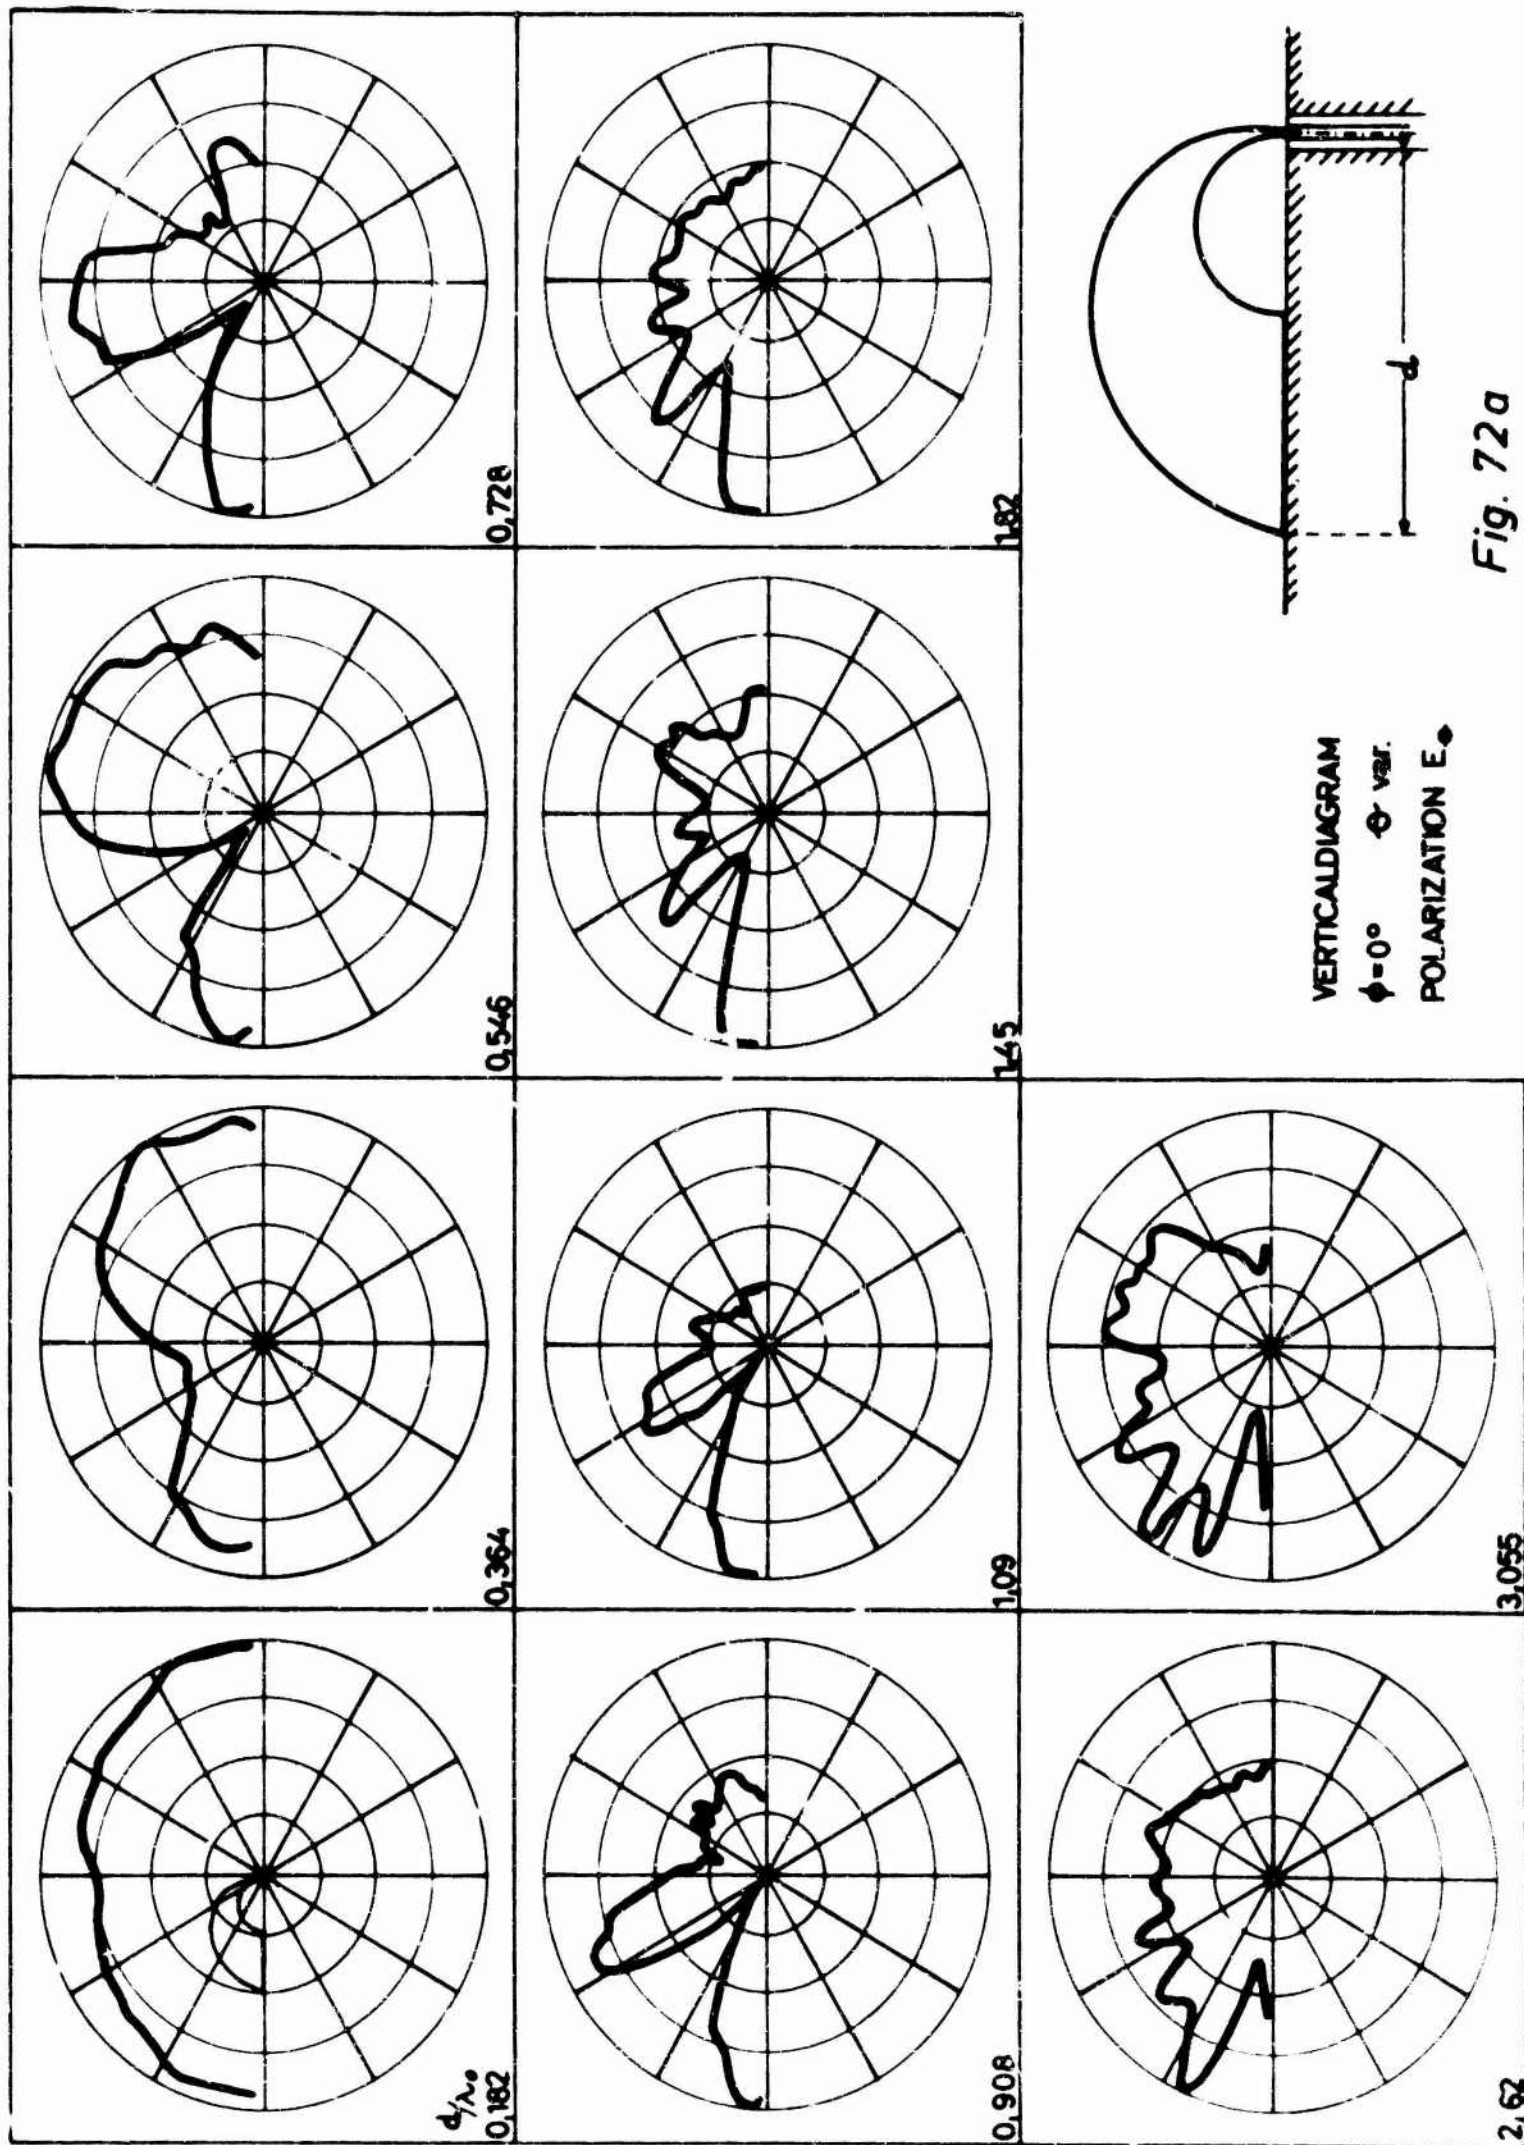 d/λ₀
0,182
0,364
0,546
0,728
0,908
1,09
1,45
1,82
2,62
3,055
VERTICALDIAGRAM
ϕ=0° θ var.
POLARIZATION E
d
Fig. 72a